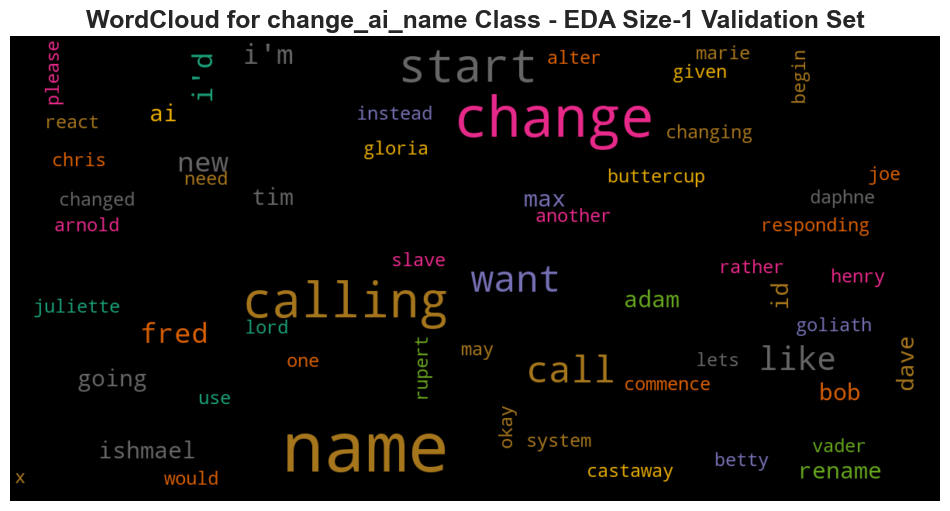 WordCloud for change_ai_name Class - EDA Size-1 Validation Set
please
i'd
i'm
start
alter
marie
given
begin
react
ai
instead
change
changing
chris
new
need
gloria
buttercup
joe
changed
tim
max
another
daphne
arnold
responding
slave
want
rather
henry
juliette
calling
adam
id
goliath
fred
lord
one
rupert
may
call
lets
like
dave
going
use
commence
bob
ishmael
name
okay
system
betty
vader
x
would
castaway
rename